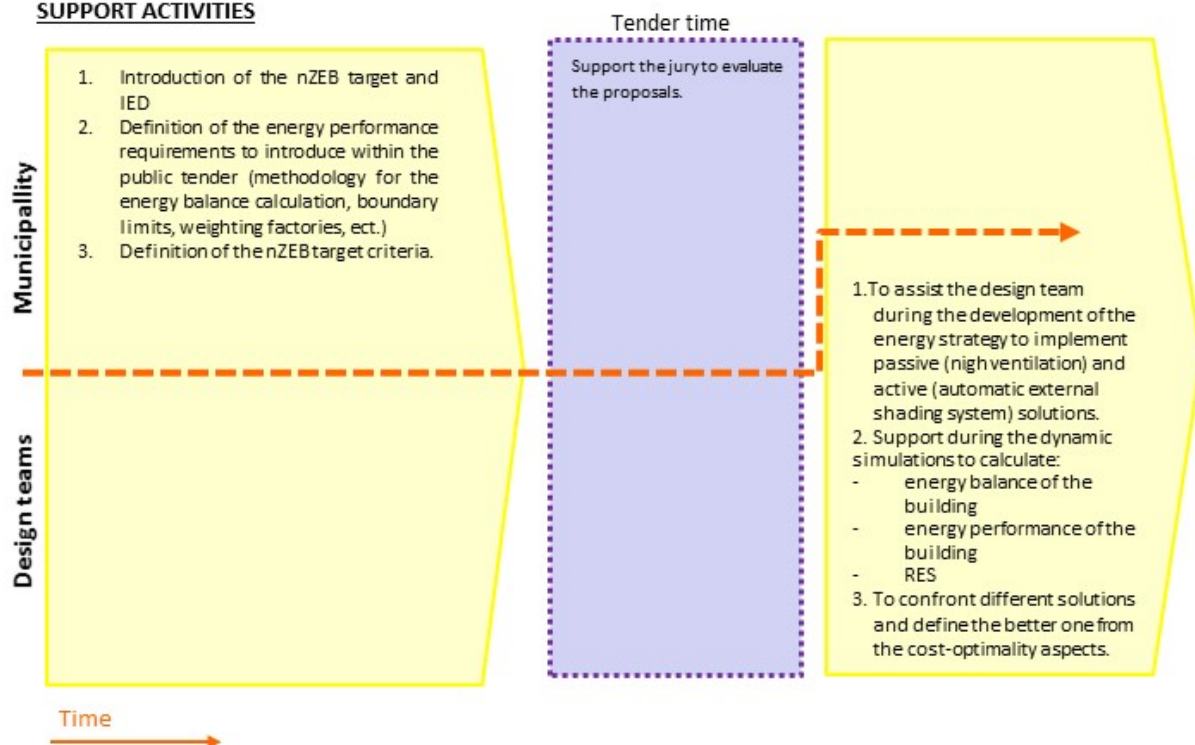 SUPPORT ACTIVITIES
Tender time
Municipallity
Design teams
1. Introduction of the nZEB target and
IED
2. Definition of the energy performance
requirements to introduce within the
public tender (methodology for the
energy balance calculation, boundary
limits, weighting factories, ect.)
3. Definition of the nZEB target criteria.
Support the jury to evaluate
the proposals.
1.To assist the design team
during the development of the
energy strategy to implement
passive (nigh ventilation) and
active (automatic external
shading system) solutions.
2. Support during the dynamic
simulations to calculate:
- energy balance of the
building
- energy performance of the
building
- RES
3. To confront different solutions
and define the better one from
the cost-optimality aspects.
Time